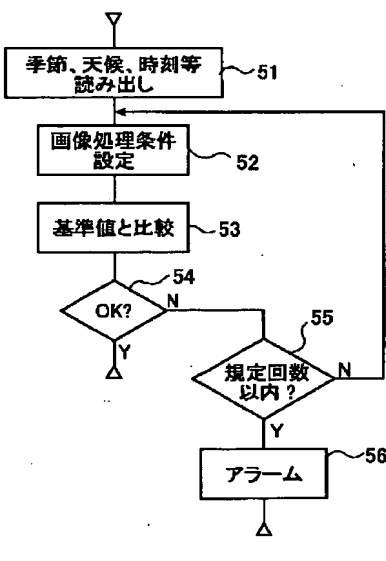 季節、天候、時刻等
読み出し
51
画像処理条件
設定
52
基準値と比較
53
54
OK?
N
Y
55
規定回数
以内?
N
Y
アラーム
56